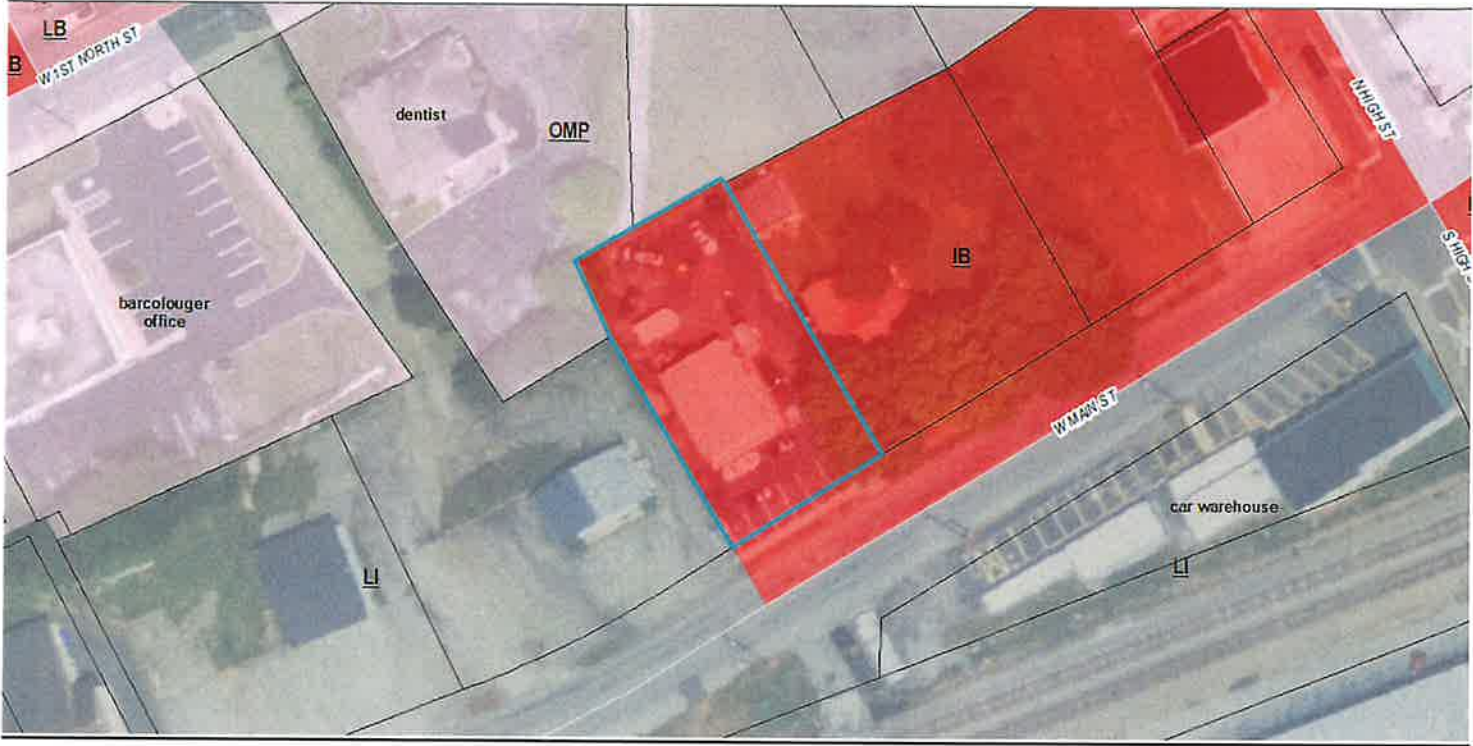 LB
B
W 1ST NORTH ST
dentist
OMP
N HIGH ST
barcolouger
office
IB
S HIGH
W MAIN ST
car warehouse
LI
LI